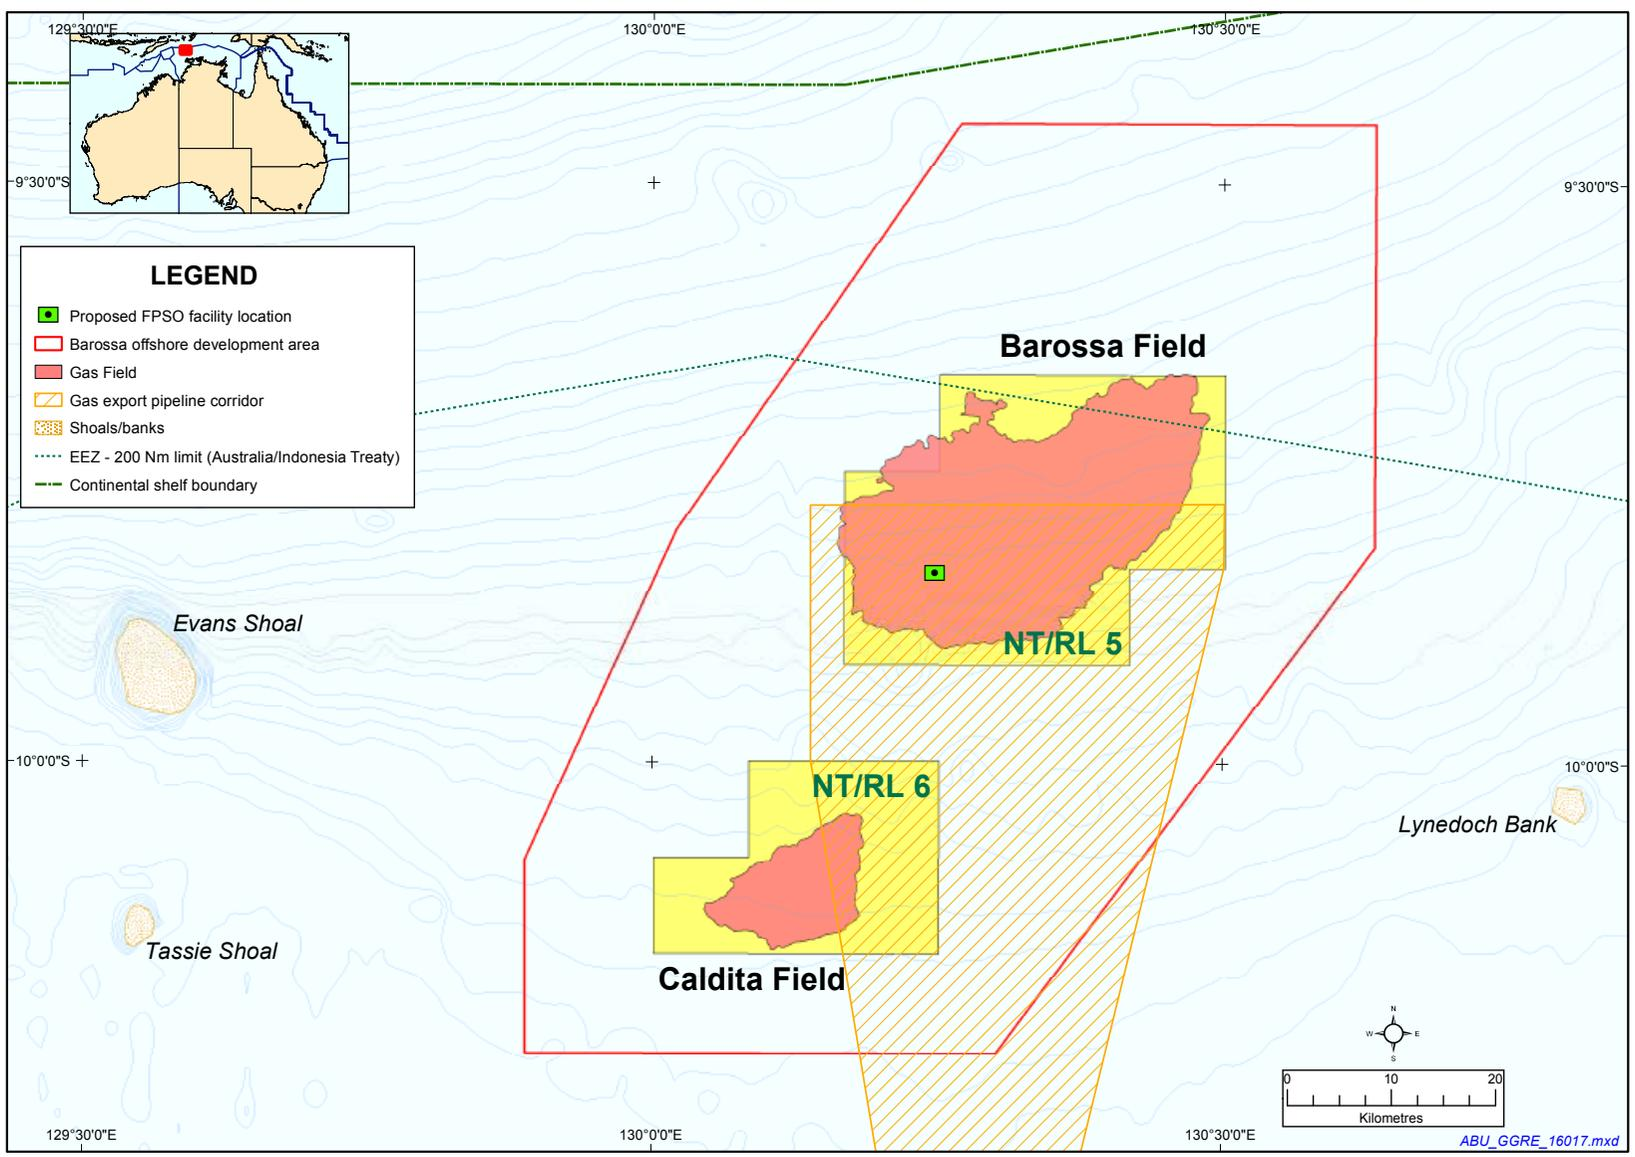 129°30'0"E
130°0'0"E
130°30'0"E
9°30'0"S
9°30'0"S
LEGEND
Proposed FPSO facility location
Barossa offshore development area
Gas Field
Gas export pipeline corridor
Shoals/banks
EEZ - 200 Nm limit (Australia/Indonesia Treaty)
Continental shelf boundary
Barossa Field
Evans Shoal
NT/RL 5
10°0'0"S
10°0'0"S
NT/RL 6
Lynedoch Bank
Tassie Shoal
Caldita Field
N
W
E
S
0
10
20
Kilometres
129°30'0"E
130°0'0"E
130°30'0"E
ABU_GGRE_16017.mxd